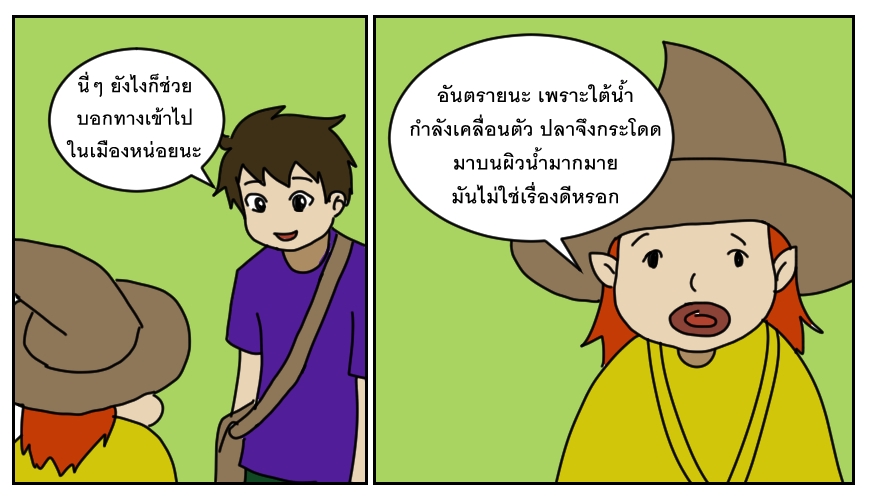 นี่ๆ ยังไงก็ช่วย
บอกทางเข้าไป
ในเมืองหน่อยนะ
อันตรายนะ เพราะใต้น้ำ
กำลังเคลื่อนตัว ปลาจึงกระโดด
มาบนผิวน้ำมากมาย
มันไม่ใช่เรื่องดีหรอก